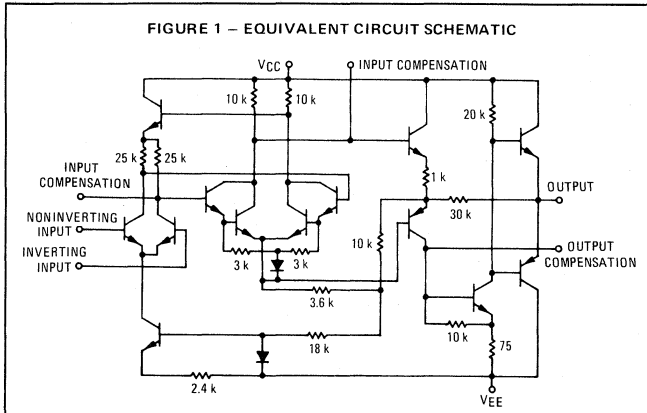 FIGURE 1 – EQUIVALENT CIRCUIT SCHEMATIC
VCC
INPUT COMPENSATION
10 k
10 k
20 k
25 k
25 k
INPUT
COMPENSATION
1 k
30 k
OUTPUT
NONINVERTING
INPUT
INVERTING
INPUT
10 k
OUTPUT
COMPENSATION
3 k
3 k
3.6 k
18 k
10 k
75
2.4 k
VEE